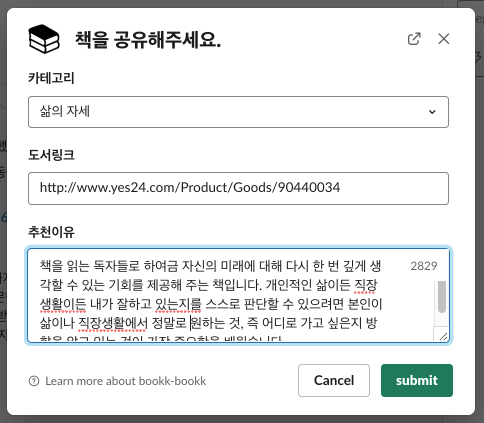 책을 공유해주세요.
카테고리
삶의 자세
도서링크
http://www.yes24.com/Product/Goods/90440034
추천이유
책을 읽는 독자들로 하여금 자신의 미래에 대해 다시 한 번 깊게 생
2829
각할 수 있는 기회를 제공해 주는 책입니다. 개인적인 삶이든 직장
생활이든 내가 잘하고 있는지를 스스로 판단할 수 있으려면 본인이
삶이나 직장생활에서 정말로 원하는 것, 즉 어디로 가고 싶은지 방
Learn more about bookk-bookk
Cancel
submit